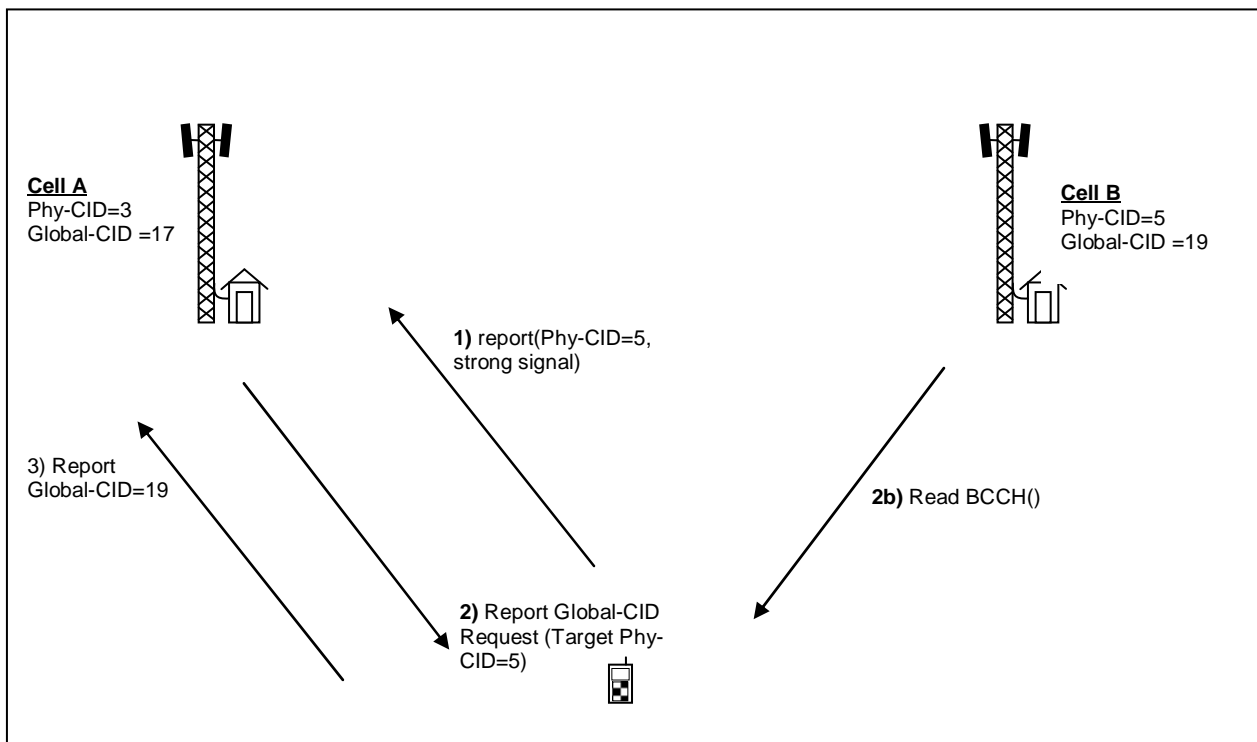 Cell A
Phy-CID=3
Global-CID =17
Cell B
Phy-CID=5
Global-CID =19
1) report(Phy-CID=5,
strong signal)
3) Report
Global-CID=19
2b) Read BCCH()
2) Report Global-CID
Request (Target Phy-
CID=5)